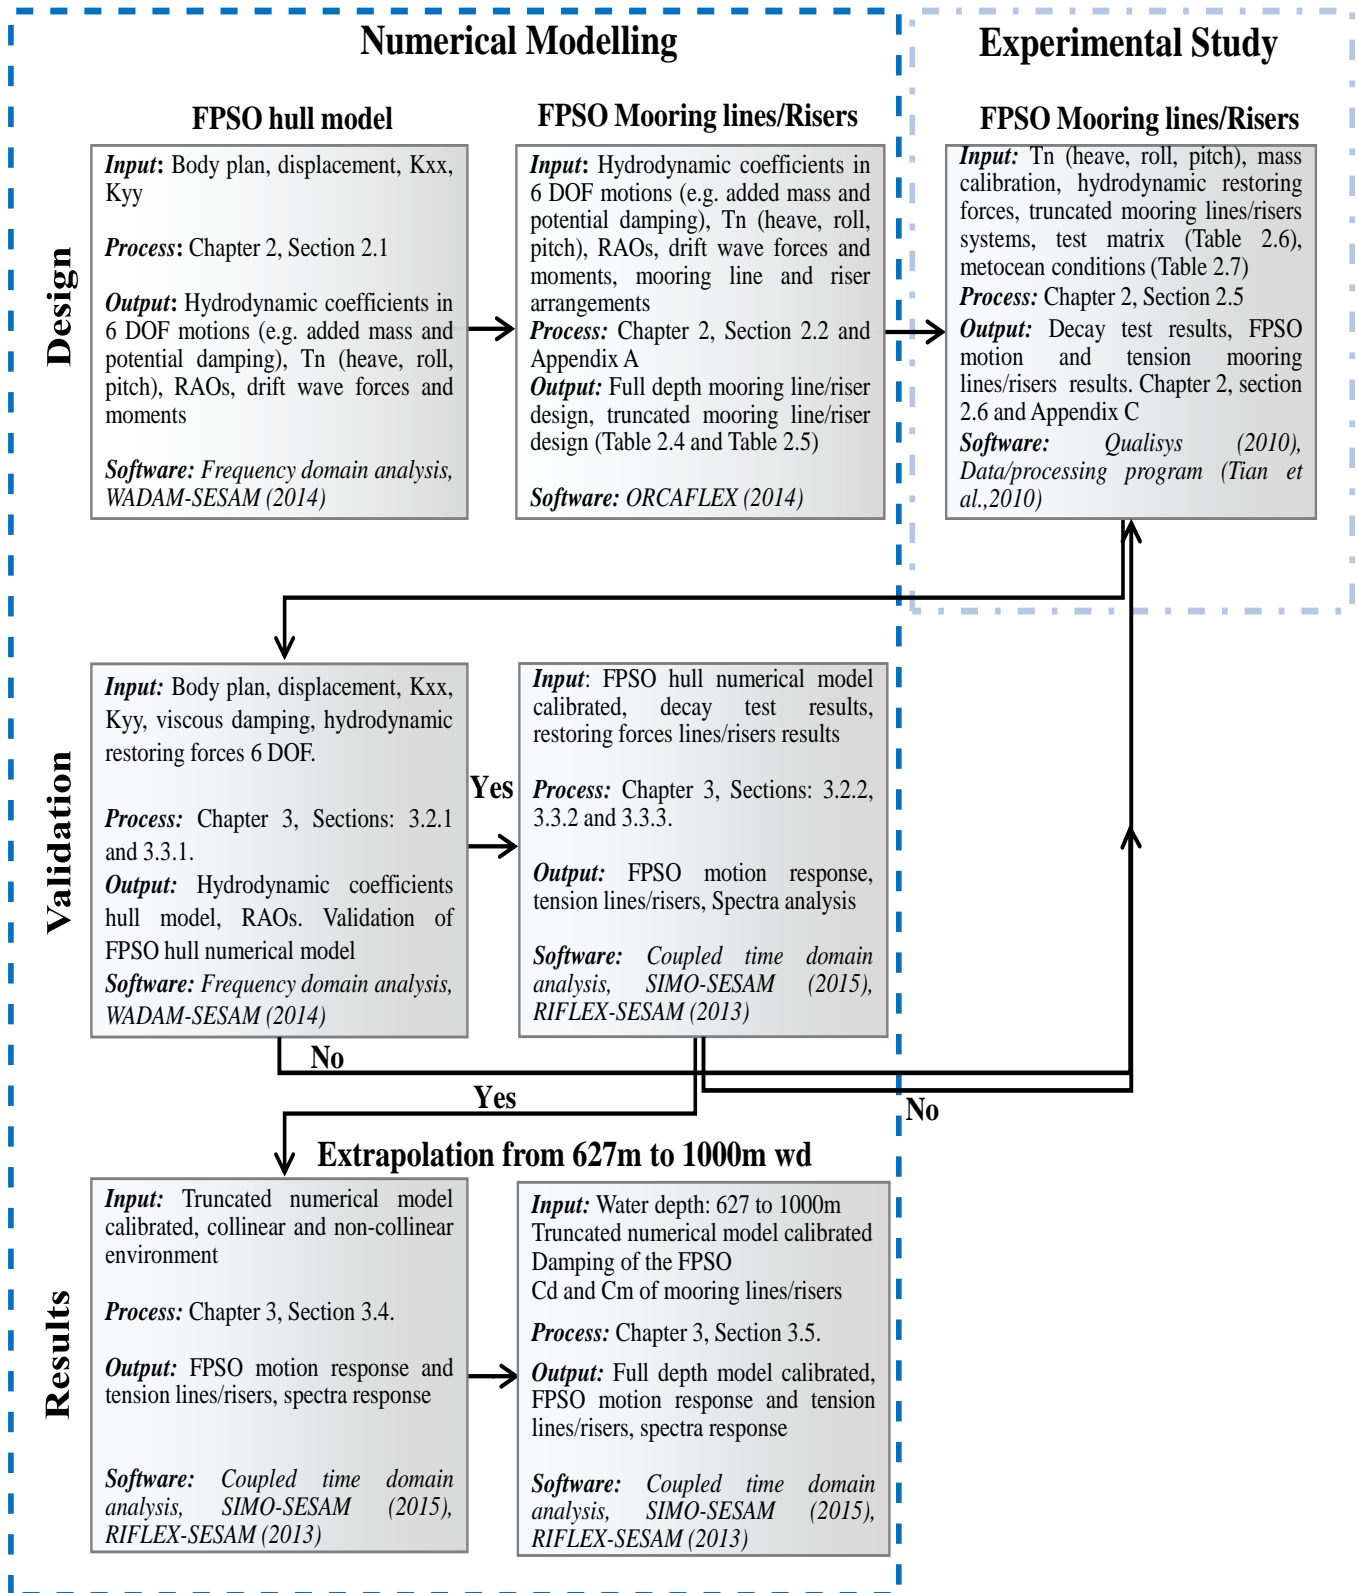 Numerical Modelling
Experimental Study
FPSO hull model
FPSO Mooring lines/Risers
FPSO Mooring lines/Risers
Design
Input: Body plan, displacement, Kxx,
Kyy
Process: Chapter 2, Section 2.1
Output: Hydrodynamic coefficients in
6 DOF motions (e.g. added mass and
potential damping), Tn (heave, roll,
pitch), RAOs, drift wave forces and
moments
Software: Frequency domain analysis,
WADAM-SESAM (2014)
Input: Hydrodynamic coefficients in
6 DOF motions (e.g. added mass and
potential damping), Tn (heave, roll,
pitch), RAOs, drift wave forces and
moments, mooring line and riser
arrangements
Process: Chapter 2, Section 2.2 and
Appendix A
Output: Full depth mooring line/riser
design, truncated mooring line/riser
design (Table 2.4 and Table 2.5)
Software: ORCAFLEX (2014)
Input: Tn (heave, roll, pitch), mass
calibration, hydrodynamic restoring
forces, truncated mooring lines/risers
systems, test matrix (Table 2.6),
metocean conditions (Table 2.7)
Process: Chapter 2, Section 2.5
Output: Decay test results, FPSO
motion and tension mooring
lines/risers results. Chapter 2, section
2.6 and Appendix C
Software: Qualisys (2010),
Data/processing program (Tian et
al.,2010)
Validation
Input: Body plan, displacement, Kxx,
Kyy, viscous damping, hydrodynamic
restoring forces 6 DOF.
Process: Chapter 3, Sections: 3.2.1
and 3.3.1.
Output: Hydrodynamic coefficients
hull model, RAOs. Validation of
FPSO hull numerical model
Software: Frequency domain analysis,
WADAM-SESAM (2014)
Yes
Input: FPSO hull numerical model
calibrated, decay test results,
restoring forces lines/risers results
Process: Chapter 3, Sections: 3.2.2,
3.3.2 and 3.3.3.
Output: FPSO motion response,
tension lines/risers, Spectra analysis
Software: Coupled time domain
analysis, SIMO-SESAM (2015),
RIFLEX-SESAM (2013)
No
Yes
No
Extrapolation from 627m to 1000m wd
Results
Input: Truncated numerical model
calibrated, collinear and non-collinear
environment
Process: Chapter 3, Section 3.4.
Output: FPSO motion response and
tension lines/risers, spectra response
Software: Coupled time domain
analysis, SIMO-SESAM (2015),
RIFLEX-SESAM (2013)
Input: Water depth: 627 to 1000m
Truncated numerical model calibrated
Damping of the FPSO
Cd and Cm of mooring lines/risers
Process: Chapter 3, Section 3.5.
Output: Full depth model calibrated,
FPSO motion response and tension
lines/risers, spectra response
Software: Coupled time domain
analysis, SIMO-SESAM (2015),
RIFLEX-SESAM (2013)